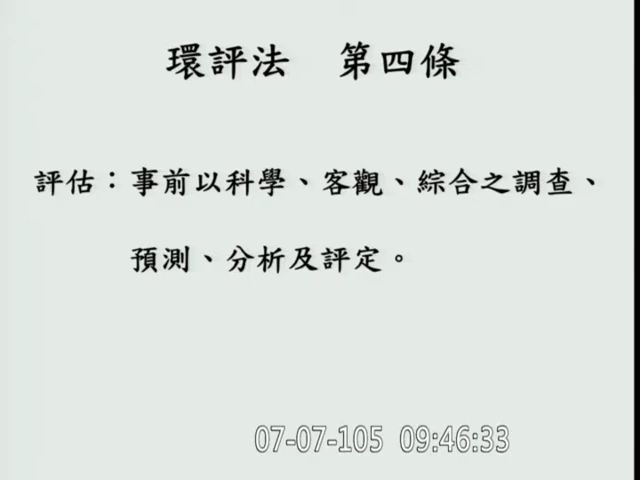 環評法　第四條
評估：事前以科學、客觀、綜合之調查、
預測、分析及評定。
07-07-105 09:46:33